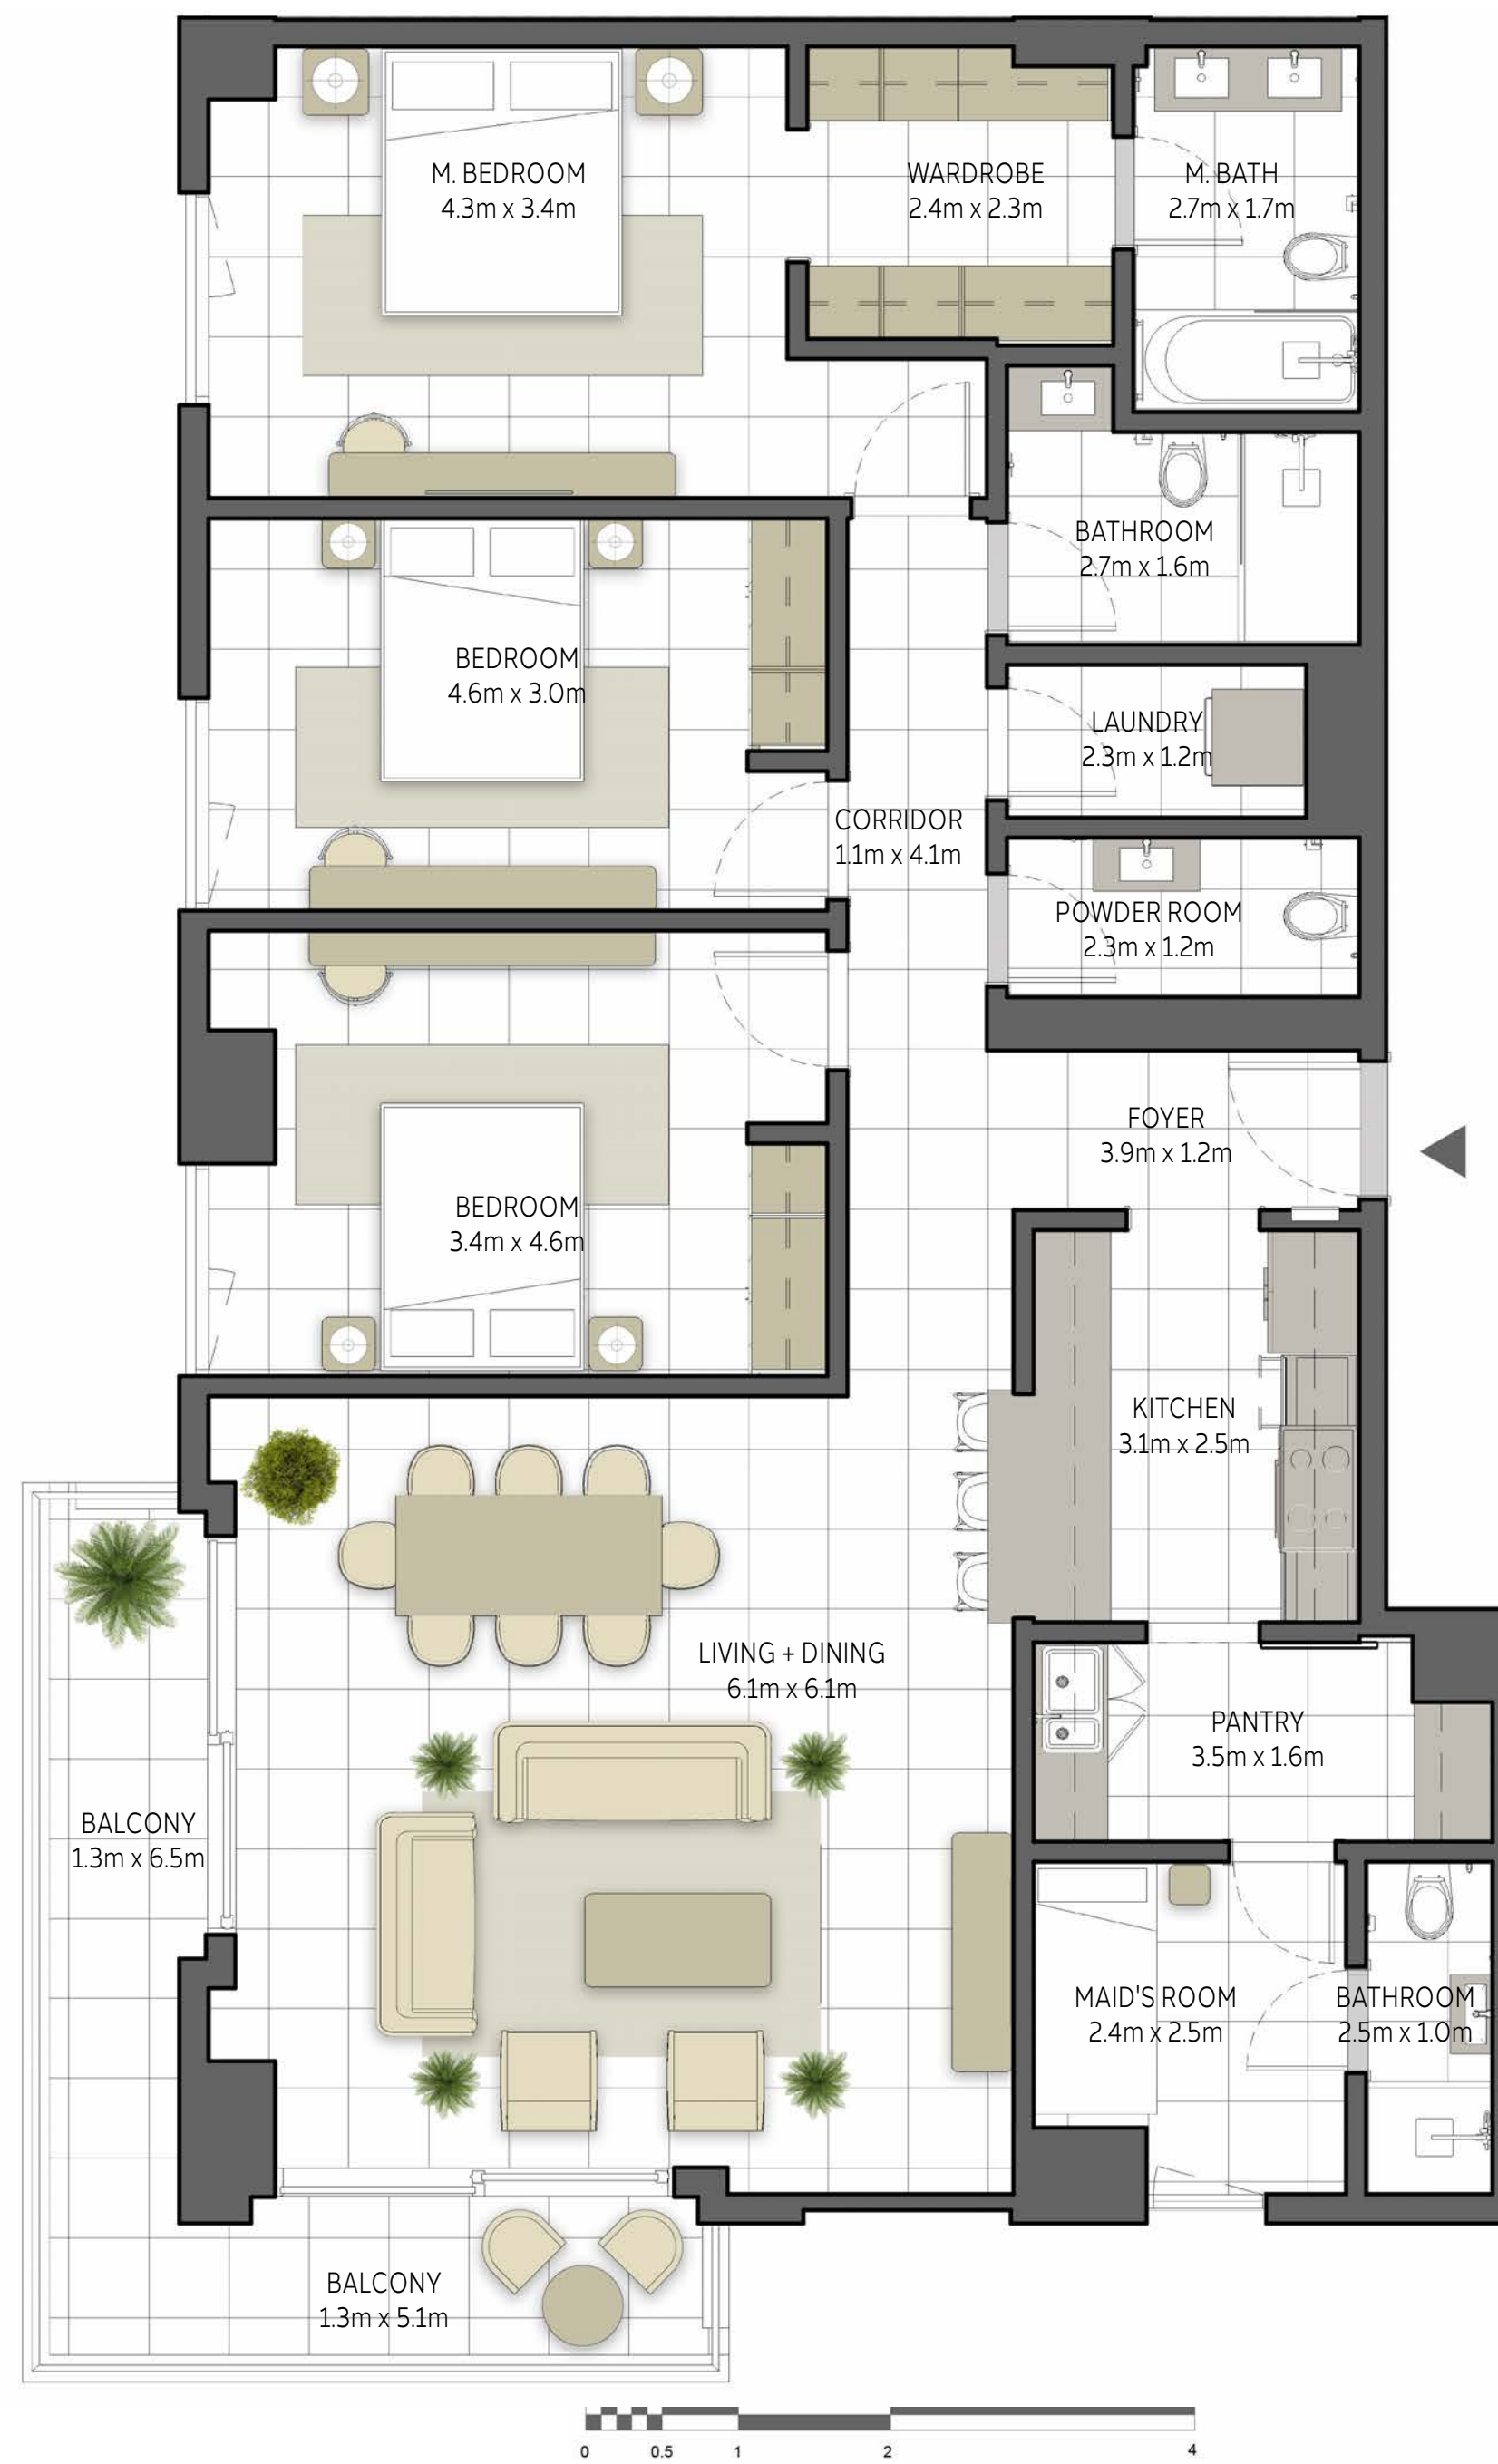 M. BEDROOM
4.3m x 3.4m
WARDROBE
2.4m x 2.3m
M. BATH
2.7m x 1.7m
BATHROOM
2.7m x 1.6m
BEDROOM
4.6m x 3.0m
LAUNDRY
2.3m x 1.2m
CORRIDOR
1.1m x 4.1m
POWDER ROOM
2.3m x 1.2m
FOYER
3.9m x 1.2m
BEDROOM
3.4m x 4.6m
KITCHEN
3.1m x 2.5m
LIVING + DINING
6.1m x 6.1m
PANTRY
3.5m x 1.6m
BALCONY
1.3m x 6.5m
MAID'S ROOM
2.4m x 2.5m
BATHROOM
2.5m x 1.0m
BALCONY
1.3m x 5.1m
0 0.5 1 2 4